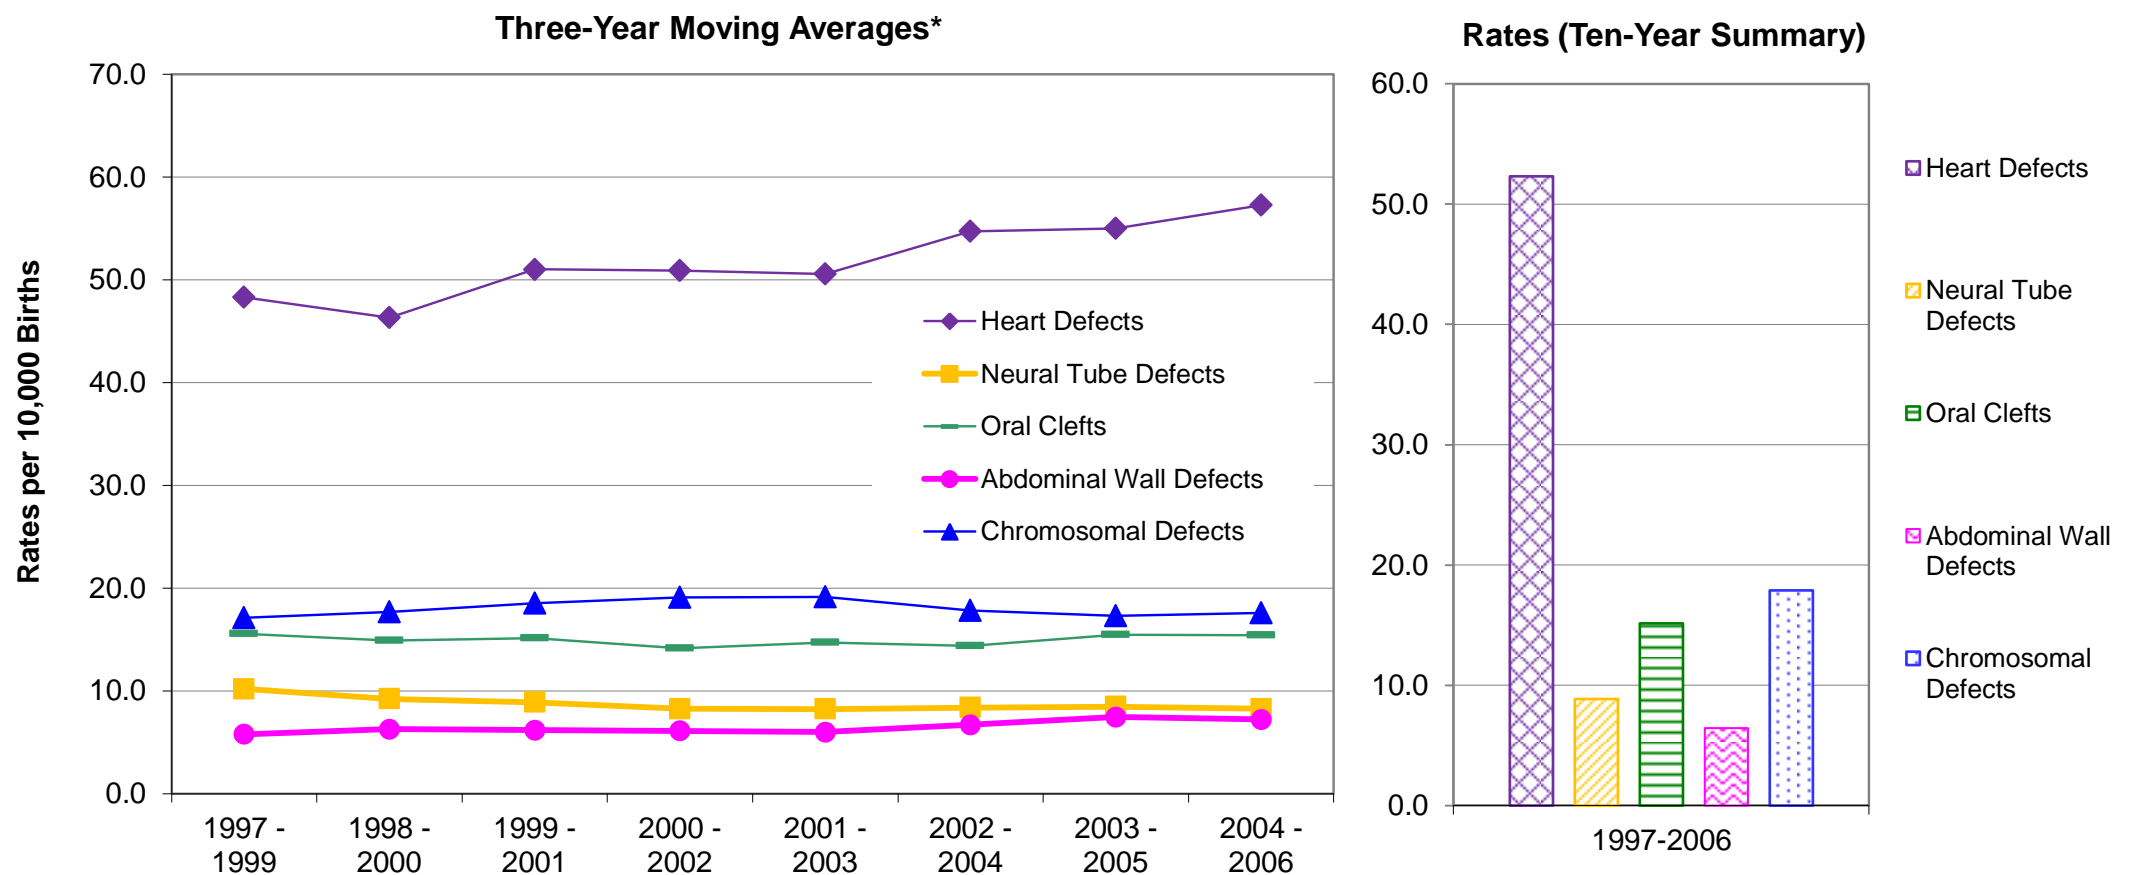 Three-Year Moving Averages*
70.0
60.0
50.0
40.0
30.0
20.0
10.0
0.0
Rates per 10,000 Births
Heart Defects
Neural Tube Defects
Oral Clefts
Abdominal Wall Defects
Chromosomal Defects
1997 -
1999
1998 -
2000
1999 -
2001
2000 -
2002
2001 -
2003
2002 -
2004
2003 -
2005
2004 -
2006
Rates (Ten-Year Summary)
60.0
50.0
40.0
30.0
20.0
10.0
0.0
1997-2006
Heart Defects
Neural Tube
Defects
Oral Clefts
Abdominal Wall
Defects
Chromosomal
Defects